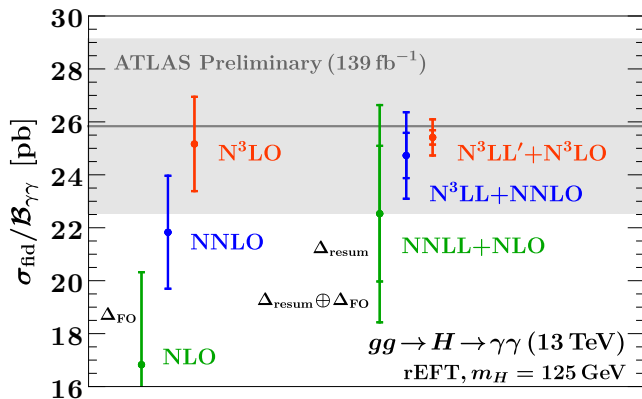 σ_fid/𝓑_γγ [pb]
30
28
26
24
22
20
18
16
ATLAS Preliminary (139 fb⁻¹)
N³LO
N³LL′+N³LO
NNLO
N³LL+NNLO
Δ_resum
NNLL+NLO
Δ_FO
Δ_resum⊕Δ_FO
NLO
gg→H→γγ (13 TeV)
rEFT, m_H = 125 GeV